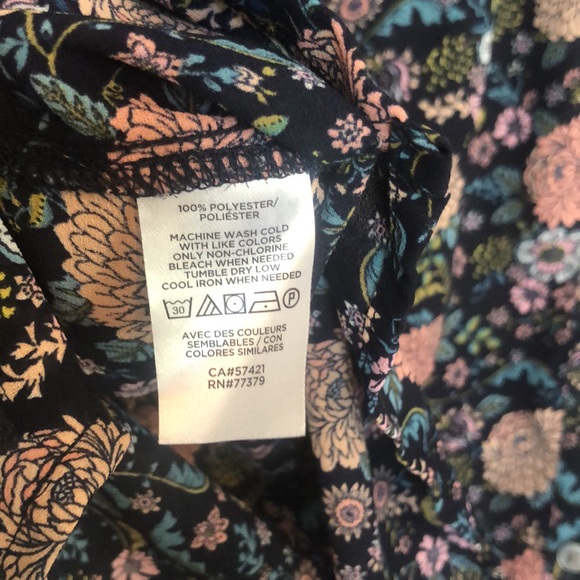 100% POLYESTER/
POLIÉSTER
MACHINE WASH COLD
WITH LIKE COLORS
ONLY NON-CHLORINE
BLEACH WHEN NEEDED
TUMBLE DRY LOW
COOL IRON WHEN NEEDED
30 P
AVEC DES COULEURS
SEMBLABLES / CON
COLORES SIMILARES
CA#57421
RN#77379